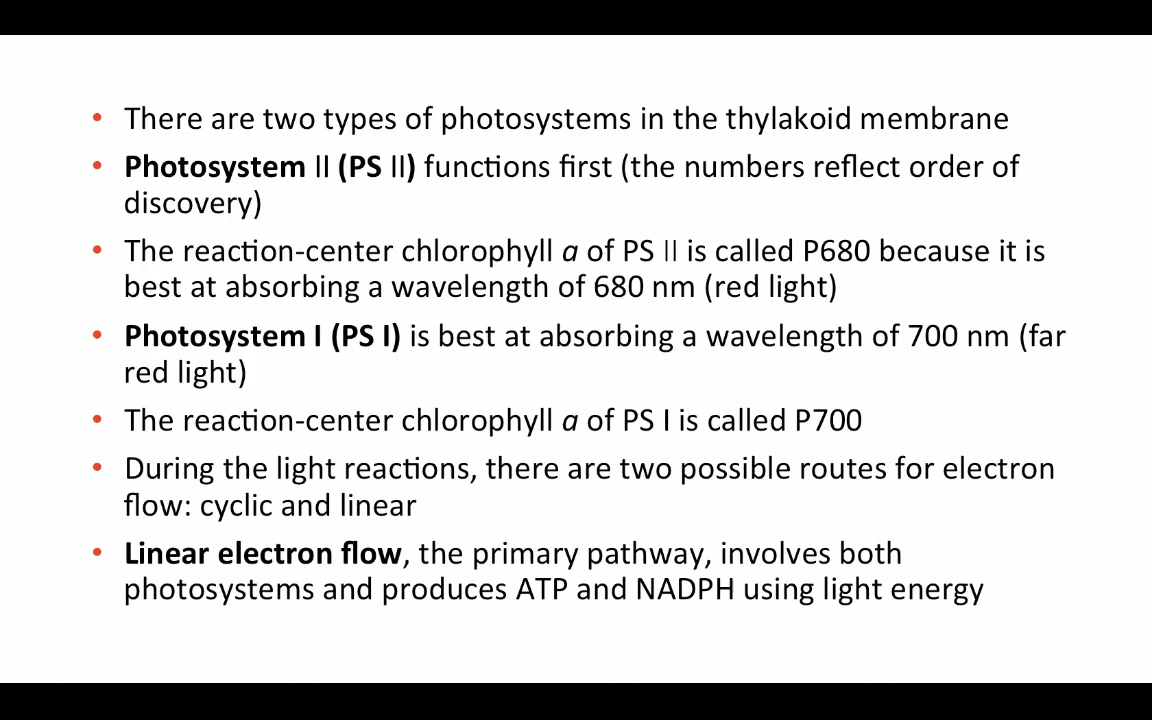 • There are two types of photosystems in the thylakoid membrane
• Photosystem II (PS II) functions first (the numbers reflect order of
discovery)
• The reaction-center chlorophyll a of PS II is called P680 because it is
best at absorbing a wavelength of 680 nm (red light)
• Photosystem I (PS I) is best at absorbing a wavelength of 700 nm (far
red light)
• The reaction-center chlorophyll a of PS I is called P700
• During the light reactions, there are two possible routes for electron
flow: cyclic and linear
• Linear electron flow, the primary pathway, involves both
photosystems and produces ATP and NADPH using light energy